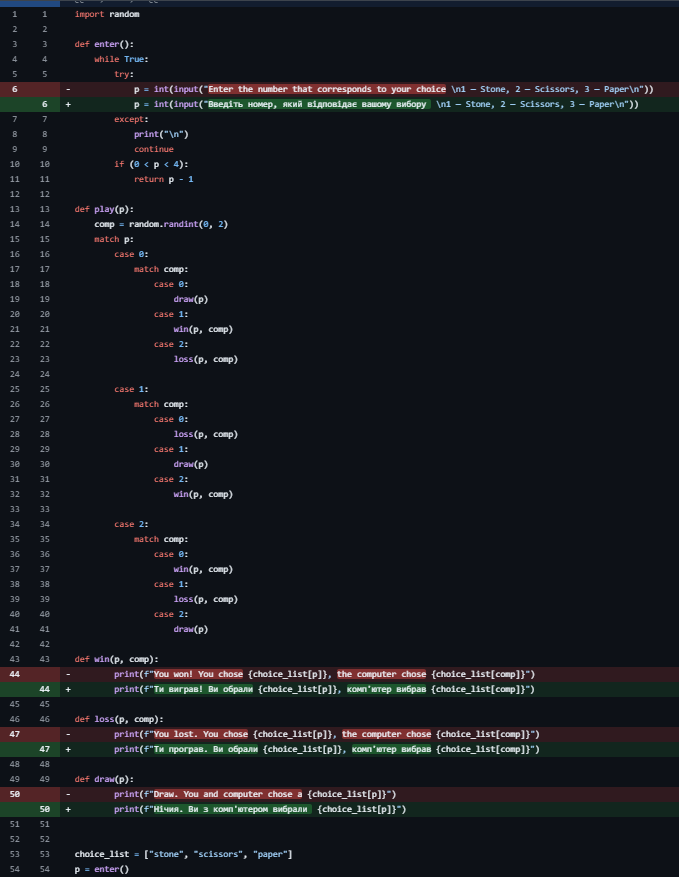 1 1 import random
2 2
3 3 def enter():
4 4 while True:
5 5 try:
6 - p = int(input("Enter the number that corresponds to your choice \n1 — Stone, 2 — Scissors, 3 — Paper\n"))
6 + p = int(input("Введіть номер, який відповідає вашому вибору  \n1 — Stone, 2 — Scissors, 3 — Paper\n"))
7 7 except:
8 8 print("\n")
9 9 continue
10 10 if (0 < p < 4):
11 11 return p - 1
12 12
13 13 def play(p):
14 14 comp = random.randint(0, 2)
15 15 match p:
16 16 case 0:
17 17 match comp:
18 18 case 0:
19 19 draw(p)
20 20 case 1:
21 21 win(p, comp)
22 22 case 2:
23 23 loss(p, comp)
24 24
25 25 case 1:
26 26 match comp:
27 27 case 0:
28 28 loss(p, comp)
29 29 case 1:
30 30 draw(p)
31 31 case 2:
32 32 win(p, comp)
33 33
34 34 case 2:
35 35 match comp:
36 36 case 0:
37 37 win(p, comp)
38 38 case 1:
39 39 loss(p, comp)
40 40 case 2:
41 41 draw(p)
42 42
43 43 def win(p, comp):
44 - print(f"You won! You chose {choice_list[p]}, the computer chose {choice_list[comp]}")
44 + print(f"Ти виграв! Ви обрали {choice_list[p]}, комп'ютер вибрав {choice_list[comp]}")
45 45
46 46 def loss(p, comp):
47 - print(f"You lost. You chose {choice_list[p]}, the computer chose {choice_list[comp]}")
47 + print(f"Ти програв. Ви обрали {choice_list[p]}, комп'ютер вибрав {choice_list[comp]}")
48 48
49 49 def draw(p):
50 - print(f"Draw. You and computer chose a {choice_list[p]}")
50 + print(f"Нічия. Ви з комп'ютером вибрали  {choice_list[p]}")
51 51
52 52
53 53 choice_list = ["stone", "scissors", "paper"]
54 54 p = enter()